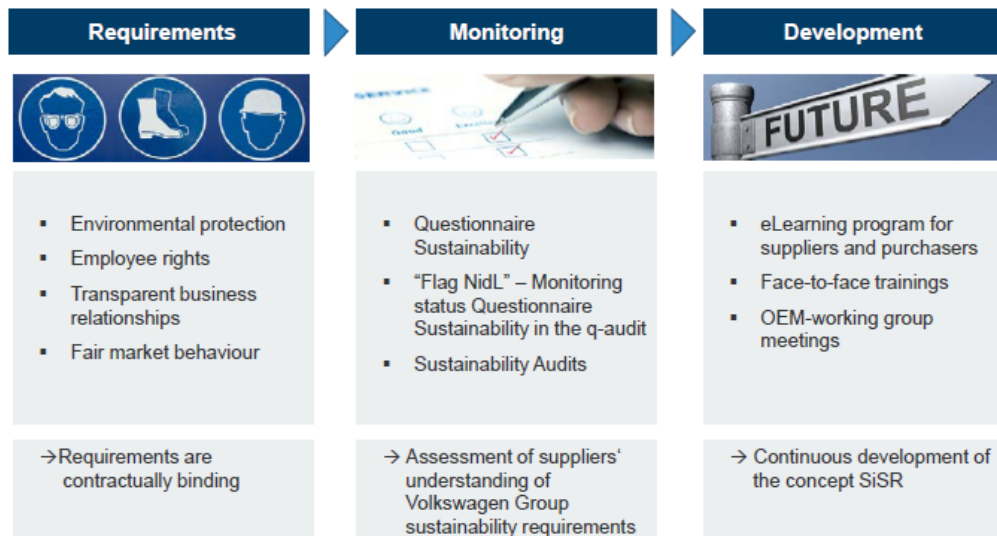 Requirements
Monitoring
Development
SERVICE
Good
FUTURE
▪ Environmental protection
▪ Employee rights
▪ Transparent business
relationships
▪ Fair market behaviour
▪ Questionnaire
Sustainability
▪ “Flag NidL” – Monitoring
status Questionnaire
Sustainability in the q-audit
▪ Sustainability Audits
▪ eLearning program for
suppliers and purchasers
▪ Face-to-face trainings
▪ OEM-working group
meetings
→Requirements are
contractually binding
→ Assessment of suppliers‘
understanding of
Volkswagen Group
sustainability requirements
→ Continuous development of
the concept SiSR